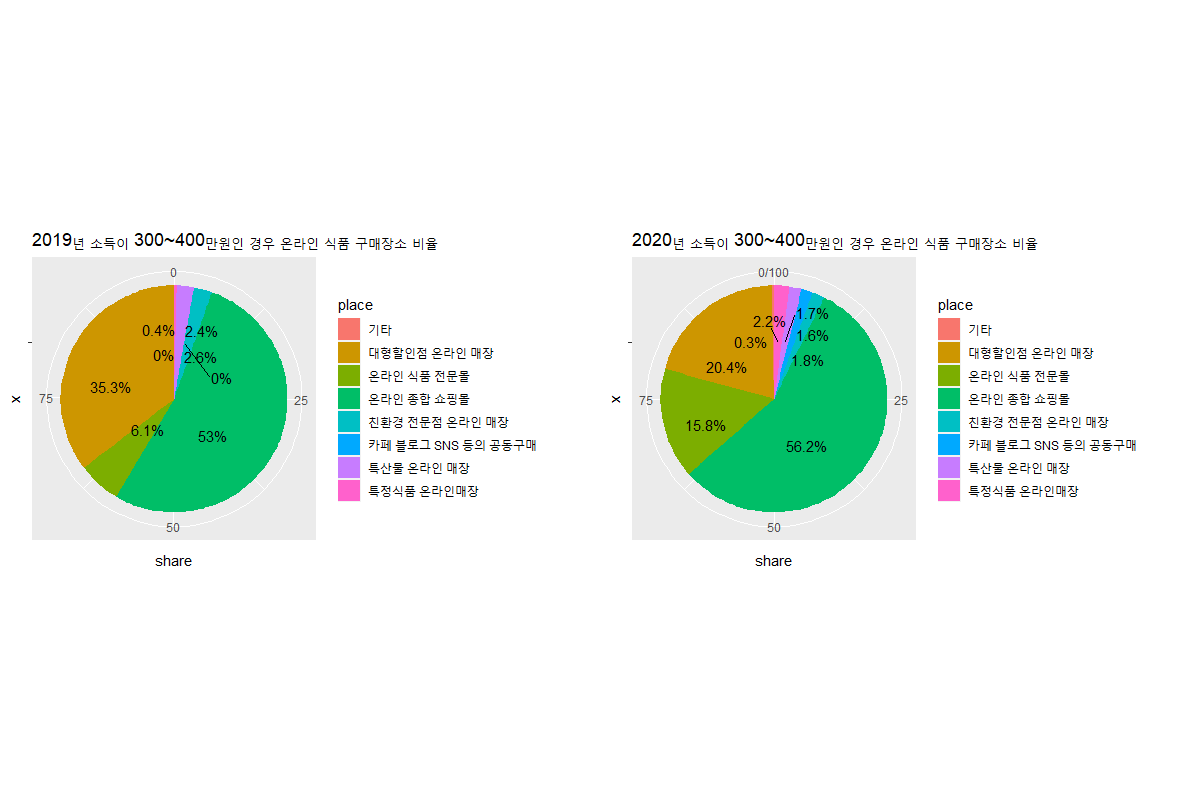 2019년 소득이 300~400만원인 경우 온라인 식품 구매장소 비율
0
0.4%
2.4%
0%
2.6%
0%
35.3%
6.1%
53%
75
25
50
x
share
place
기타
대형할인점 온라인 매장
온라인 식품 전문몰
온라인 종합 쇼핑몰
친환경 전문점 온라인 매장
카페 블로그 SNS 등의 공동구매
특산물 온라인 매장
특정식품 온라인매장
2020년 소득이 300~400만원인 경우 온라인 식품 구매장소 비율
0/100
2.2%
1.7%
0.3%
1.6%
20.4%
1.8%
15.8%
56.2%
75
25
50
x
share
place
기타
대형할인점 온라인 매장
온라인 식품 전문몰
온라인 종합 쇼핑몰
친환경 전문점 온라인 매장
카페 블로그 SNS 등의 공동구매
특산물 온라인 매장
특정식품 온라인매장